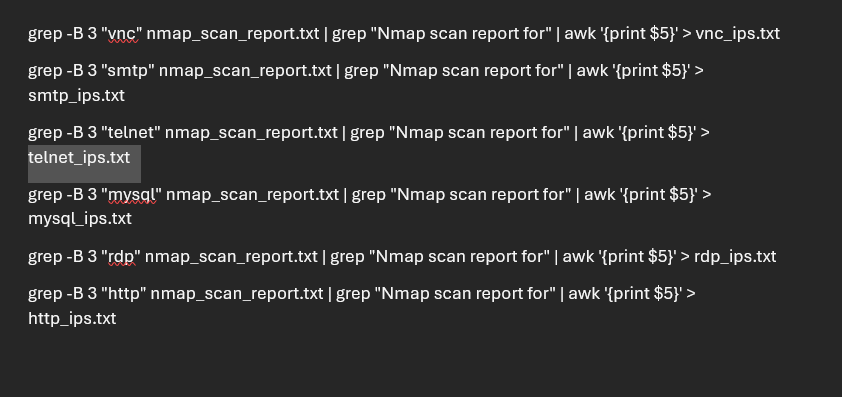 grep -B 3 "vnc" nmap_scan_report.txt | grep "Nmap scan report for" | awk '{print $5}' > vnc_ips.txt
grep -B 3 "smtp" nmap_scan_report.txt | grep "Nmap scan report for" | awk '{print $5}' >
smtp_ips.txt
grep -B 3 "telnet" nmap_scan_report.txt | grep "Nmap scan report for" | awk '{print $5}' >
telnet_ips.txt
grep -B 3 "mysql" nmap_scan_report.txt | grep "Nmap scan report for" | awk '{print $5}' >
mysql_ips.txt
grep -B 3 "rdp" nmap_scan_report.txt | grep "Nmap scan report for" | awk '{print $5}' > rdp_ips.txt
grep -B 3 "http" nmap_scan_report.txt | grep "Nmap scan report for" | awk '{print $5}' >
http_ips.txt